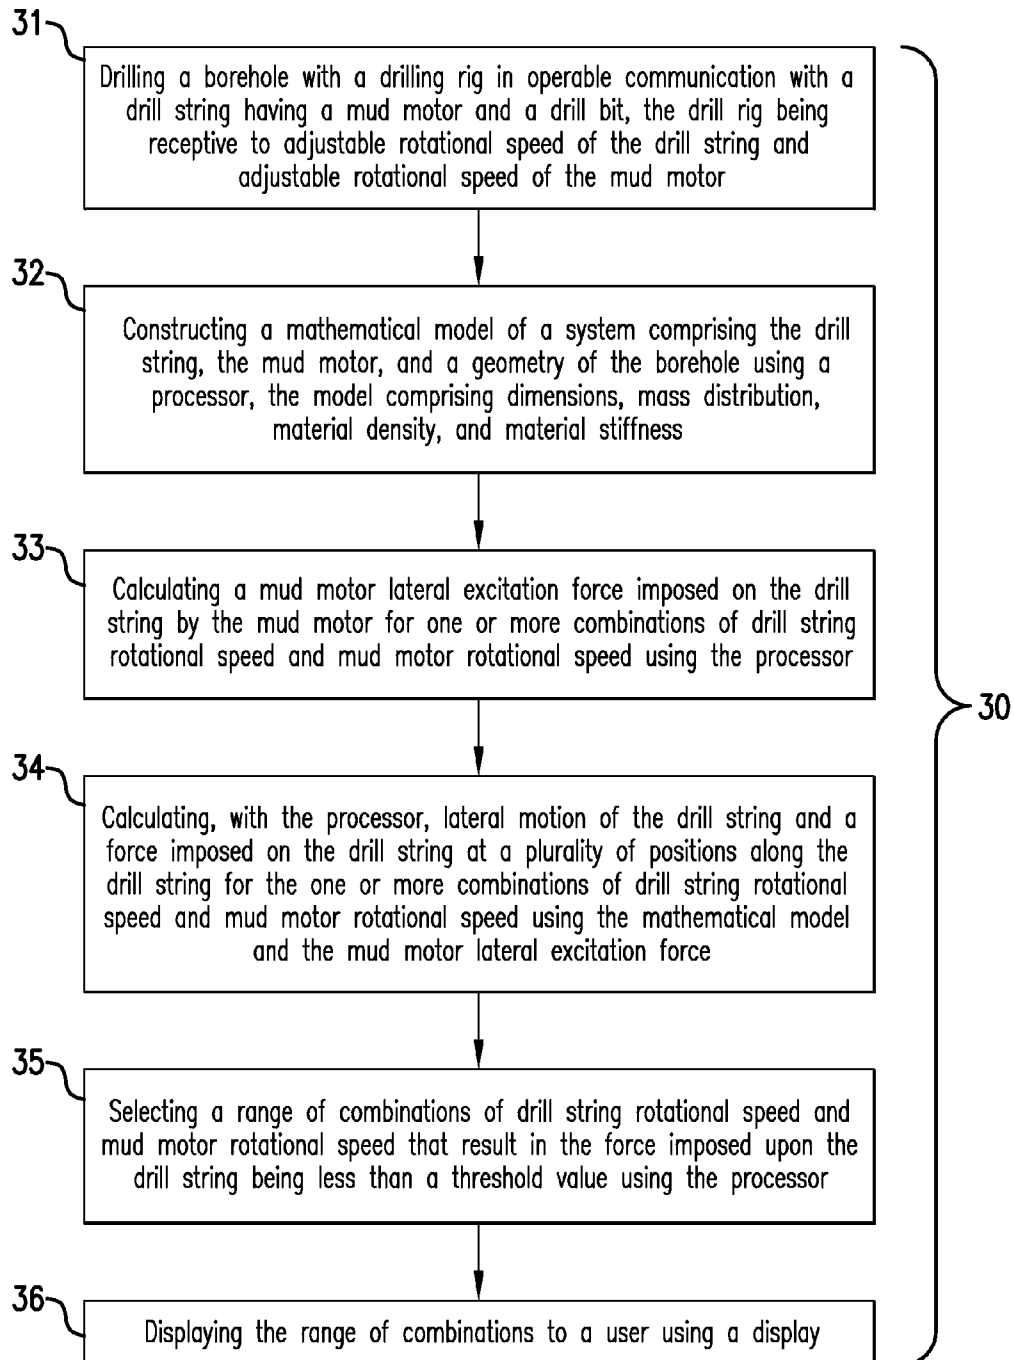 31
Drilling a borehole with a drilling rig in operable communication with a
drill string having a mud motor and a drill bit, the drill rig being
receptive to adjustable rotational speed of the drill string and
adjustable rotational speed of the mud motor
32
Constructing a mathematical model of a system comprising the drill
string, the mud motor, and a geometry of the borehole using a
processor, the model comprising dimensions, mass distribution,
material density, and material stiffness
33
Calculating a mud motor lateral excitation force imposed on the drill
string by the mud motor for one or more combinations of drill string
rotational speed and mud motor rotational speed using the processor
30
34
Calculating, with the processor, lateral motion of the drill string and a
force imposed on the drill string at a plurality of positions along the
drill string for the one or more combinations of drill string rotational
speed and mud motor rotational speed using the mathematical model
and the mud motor lateral excitation force
35
Selecting a range of combinations of drill string rotational speed and
mud motor rotational speed that result in the force imposed upon the
drill string being less than a threshold value using the processor
36
Displaying the range of combinations to a user using a display